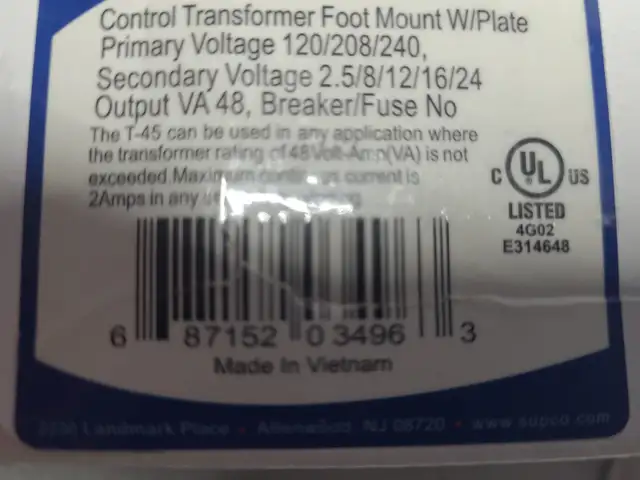 Control Transformer Foot Mount W/Plate
Primary Voltage 120/208/240,
Secondary Voltage 2.5/8/12/16/24
Output VA 48, Breaker/Fuse No
The T-45 can be used in any application where
the transformer rating of 48Volt-Amp(VA) is not
exceeded. Maximum continuous current is
2Amps in any
C UL US
LISTED
4G02
E314648
6 87152 03496 3
Made In Vietnam
Landmark Place • Allenwood, NJ 08720 • www.supco.com